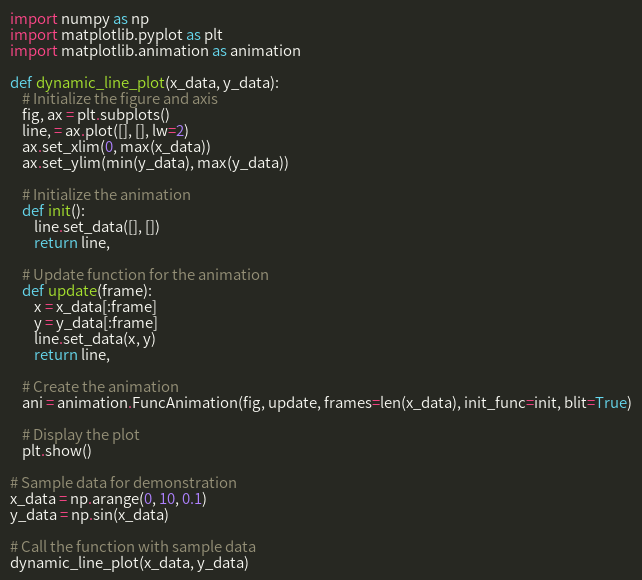 import numpy as np
import matplotlib.pyplot as plt
import matplotlib.animation as animation

def dynamic_line_plot(x_data, y_data):
    # Initialize the figure and axis
    fig, ax = plt.subplots()
    line, = ax.plot([], [], lw=2)
    ax.set_xlim(0, max(x_data))
    ax.set_ylim(min(y_data), max(y_data))

    # Initialize the animation
    def init():
        line.set_data([], [])
        return line,

    # Update function for the animation
    def update(frame):
        x = x_data[:frame]
        y = y_data[:frame]
        line.set_data(x, y)
        return line,

    # Create the animation
    ani = animation.FuncAnimation(fig, update, frames=len(x_data), init_func=init, blit=True)

    # Display the plot
    plt.show()

# Sample data for demonstration
x_data = np.arange(0, 10, 0.1)
y_data = np.sin(x_data)

# Call the function with sample data
dynamic_line_plot(x_data, y_data)